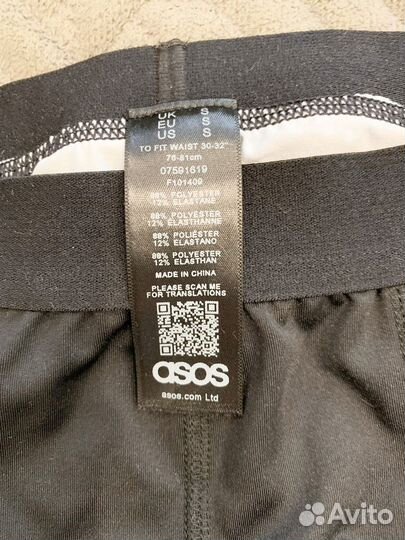 UK S
EU S
US S
TO FIT WAIST 30-32"
76-81cm
07591619
F101409
88% POLYESTER
12% ELASTANE
88% POLYESTER
12% ELASTHANNE
88% POLIÉSTER
12% ELASTANO
88% POLYESTER
12% ELASTHAN
MADE IN CHINA
PLEASE SCAN ME
FOR TRANSLATIONS
asos
asos.com Ltd
Avito